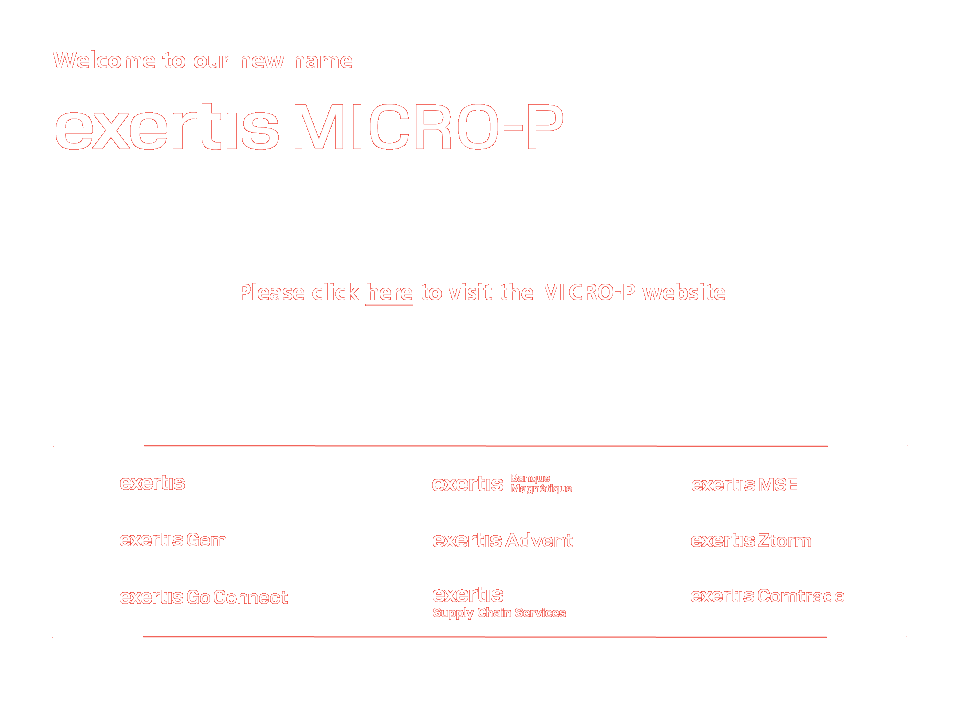 Welcome to our new name
exertis MICRO-P
Please click here to visit the MICRO-P website
exertis
exertis Banque Magnétique
exertis MSE
exertis Gem
exertis Advent
exertis Ztorm
exertis Go Connect
exertis
Supply Chain Services
exertis Comtrade